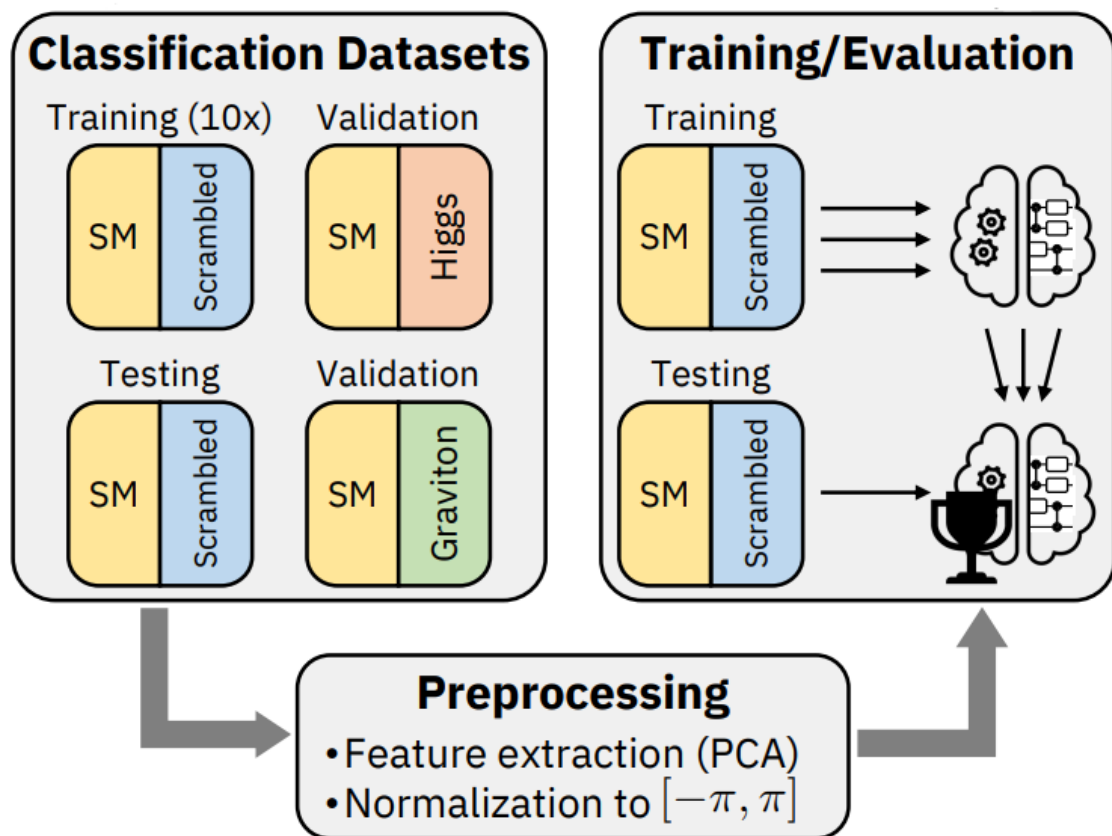 Classification Datasets
Training (10x)
Validation
SM
Scrambled
SM
Higgs
Testing
Validation
SM
Scrambled
SM
Graviton
Training/Evaluation
Training
SM
Scrambled
Testing
SM
Scrambled
Preprocessing
•Feature extraction (PCA)
•Normalization to [−π, π]